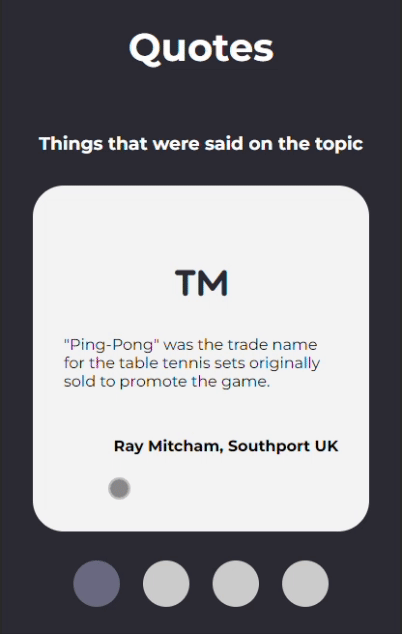 Quotes
Things that were said on the topic
TM
"Ping-Pong" was the trade name
for the table tennis sets originally
sold to promote the game.
Ray Mitcham, Southport UK